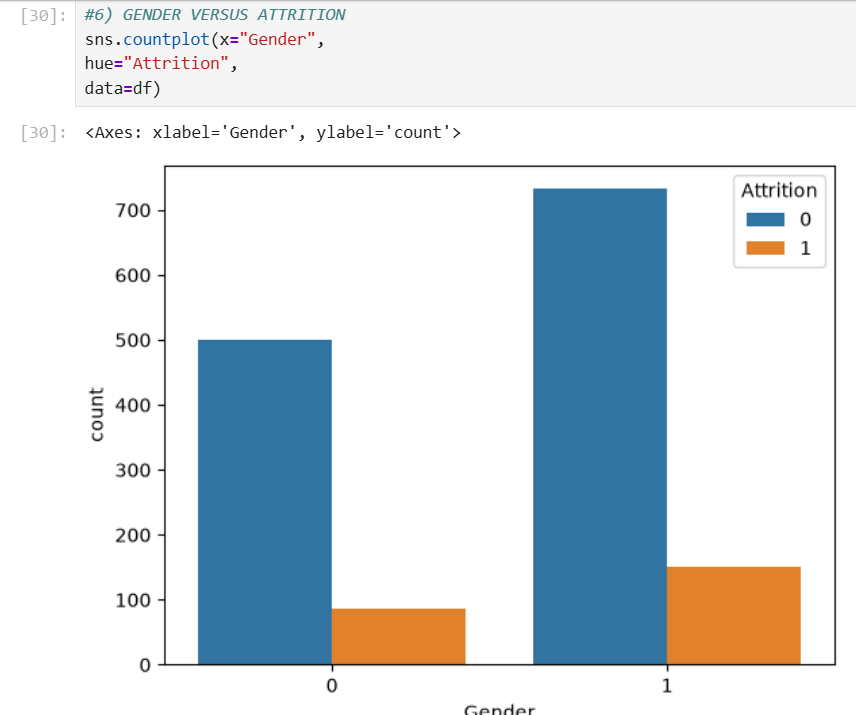 [30]: #6) GENDER VERSUS ATTRITION
sns.countplot(x="Gender",
hue="Attrition",
data=df)
[30]: <Axes: xlabel='Gender', ylabel='count'>
Attrition
0
1
700
600
500
400
300
200
100
0
count
0 1
Gender